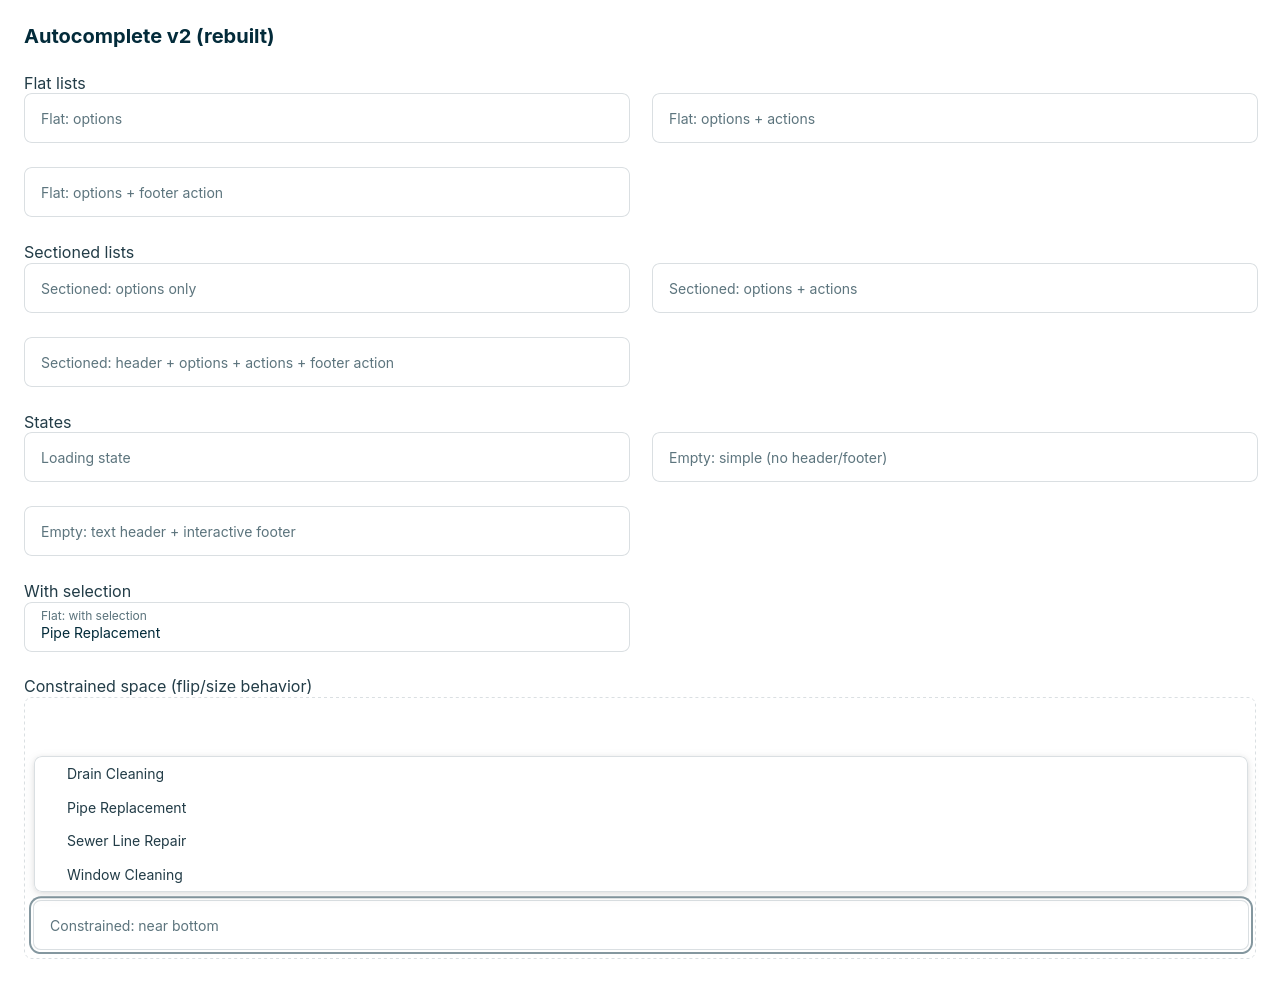 Autocomplete v2 (rebuilt)
Flat lists
Flat: options
Flat: options + actions
Flat: options + footer action
Sectioned lists
Sectioned: options only
Sectioned: options + actions
Sectioned: header + options + actions + footer action
States
Loading state
Empty: simple (no header/footer)
Empty: text header + interactive footer
With selection
Flat: with selection
Pipe Replacement
Constrained space (flip/size behavior)
Drain Cleaning
Pipe Replacement
Sewer Line Repair
Window Cleaning
Constrained: near bottom